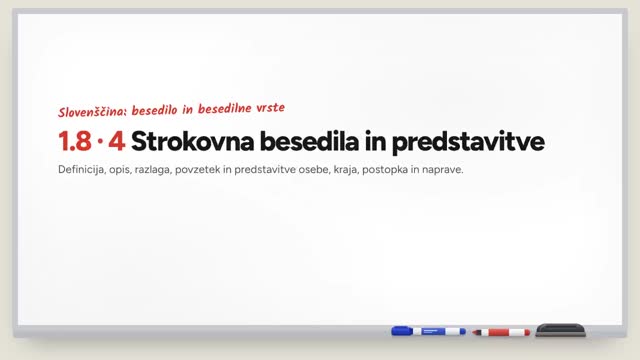 Slovenščina: besedilo in besedilne vrste
1.8 · 4 Strokovna besedila in predstavitve
Definicija, opis, razlaga, povzetek in predstavitve osebe, kraja, postopka in naprave.